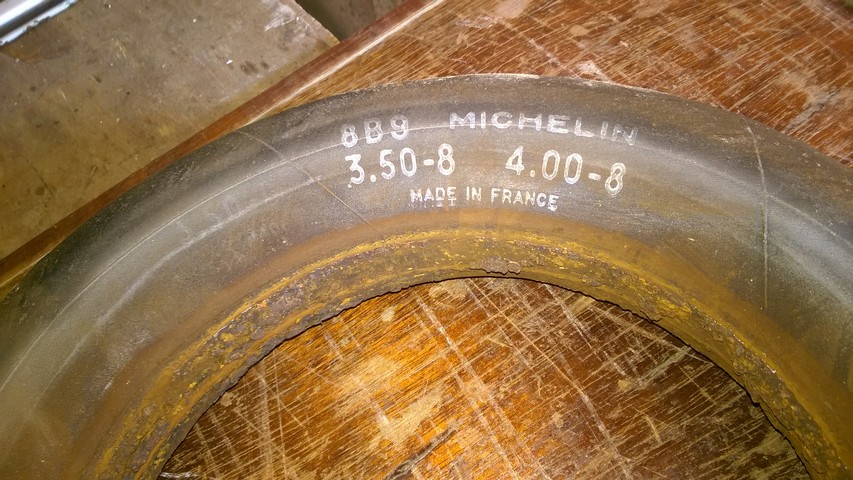 8B9 MICHELIN
3.50-8 4.00-8
MADE IN FRANCE